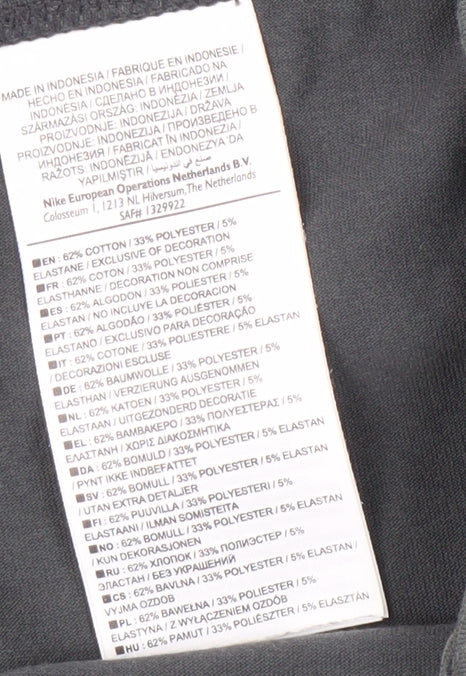 MADE IN INDONESIA / FABRIQUE EN INDONESIE /
HECHO EN INDONESIA / FABRICADO NA
INDONÉSIA / СДЕЛАНО В ИНДОНЕЗИИ /
SZÁRMAZÁSI ORSZÁG: INDONÉZIA / ZEMLJA
PROIZVODNJE: INDONEZIJA / DRŽAVA
PROIZVODNJE: INDONEZIJA / ПРОИЗВЕДЕНО В
ИНДОНЕЗИЯ / FABRICAT ÎN INDONEZIA /
RAŽOTS: INDONĒZIJĀ / ENDONEZYA'DA
YAPILMIŞTIR / صنع في أندونيسيا
Nike European Operations Netherlands B.V.
Colosseum 1, 1213 NL Hilversum, The Netherlands
SAF# 1329922
EN : 62% COTTON / 33% POLYESTER / 5%
ELASTANE / EXCLUSIVE OF DECORATION
FR : 62% COTON / 33% POLYESTER / 5%
ELASTHANNE / DECORATION NON COMPRISE
ES : 62% ALGODON / 33% POLIÉSTER / 5%
ELASTAN / NO INCLUYE LA DECORACION
PT : 62% ALGODÃO / 33% POLIÉSTER / 5%
ELASTANO / EXCLUSIVO PARA DECORAÇÃO
IT : 62% COTONE / 33% POLIESTERE / 5% ELASTAN
/ DECORAZIONI ESCLUSE
DE : 62% BAUMWOLLE / 33% POLYESTER / 5%
ELASTHAN / VERZIERUNG AUSGENOMMEN
NL : 62% KATOEN / 33% POLYESTER / 5%
ELASTAAN / UITGEZONDERD DECORATIE
EL : 62% ΒΑΜΒΑΚΕΡΟ / 33% ΠΟΛΥΕΣΤΕΡΑΣ / 5%
ΕΛΑΣΤΑΝΗ / ΧΩΡΙΣ ΔΙΑΚΟΣΜΗΤΙΚΑ
DA : 62% BOMULD / 33% POLYESTER / 5% ELASTAN
/ PYNT IKKE INDBEFATTET
SV : 62% BOMULL / 33% POLYESTER / 5% ELASTAN
/ UTAN EXTRA DETALJER
FI : 62% PUUVILLA / 33% POLYESTERI / 5%
ELASTAANI / ILMAN SOMISTEITA
NO : 62% BOMULL / 33% POLYESTER / 5% ELASTAN
/ KUN DEKORASJONEN
RU : 62% ХЛОПОК / 33% ПОЛИЭСТЕР / 5%
ЭЛАСТАН / БЕЗ УКРАШЕНИЙ
CS : 62% BAVLNA / 33% POLYESTER / 5% ELASTAN /
VYJMA OZDOB
PL : 62% BAWEŁNA / 33% POLIESTER / 5%
ELASTYNA / Z WYŁĄCZENIEM OZDÓB
HU : 62% PAMUT / 33% POLIÉSZTER / 5% ELASZTÁN